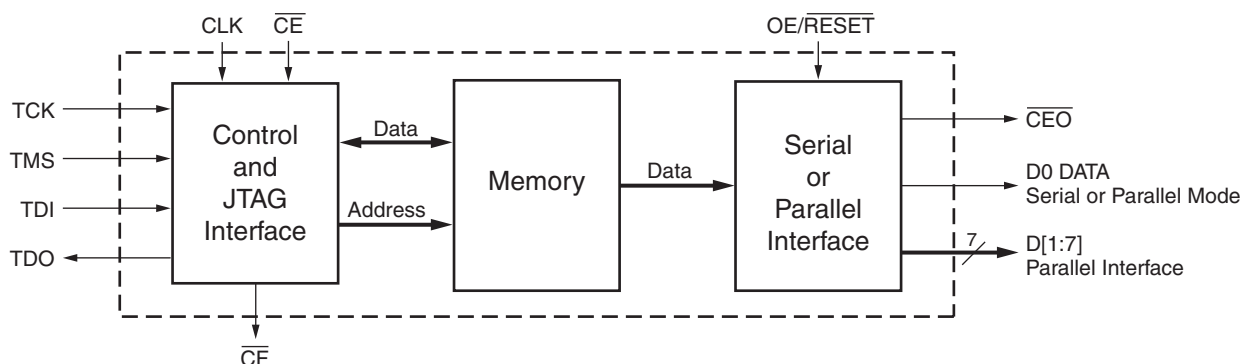 CLK
CE
OE/RESET
TCK
TMS
TDI
TDO
Control
and
JTAG
Interface
Data
Address
Memory
Data
Serial
or
Parallel
Interface
7
CEO
D0 DATA
Serial or Parallel Mode
D[1:7]
Parallel Interface
CF